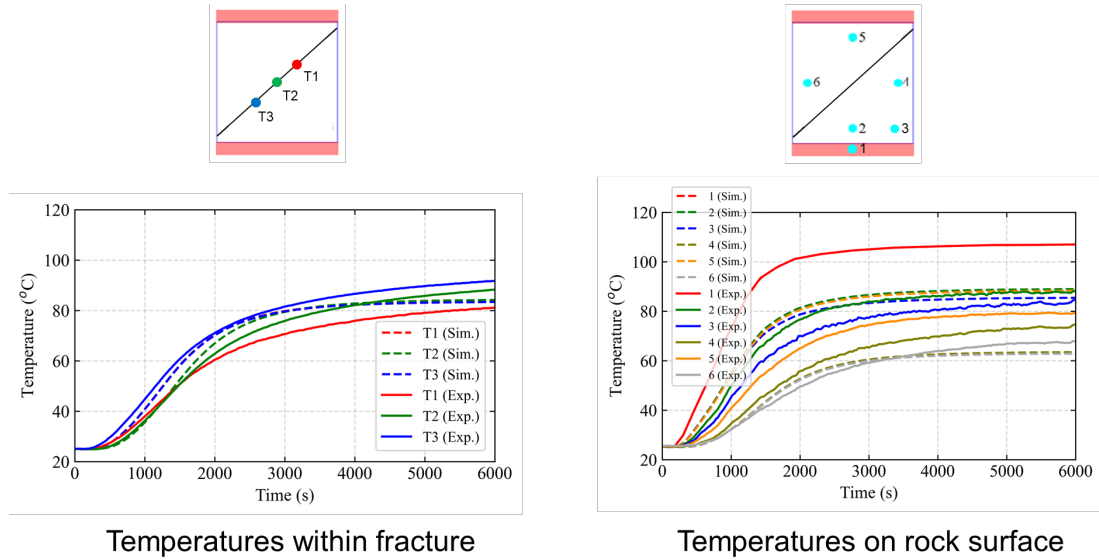 T1
T2
T3
5
6
4
2
3
1
120
100
80
60
40
20
Temperature (°C)
0
1000
2000
3000
4000
5000
6000
Time (s)
T1 (Sim.)
T2 (Sim.)
T3 (Sim.)
T1 (Exp.)
T2 (Exp.)
T3 (Exp.)
120
100
80
60
40
20
Temperature (°C)
0
1000
2000
3000
4000
5000
6000
Time (s)
1 (Sim.)
2 (Sim.)
3 (Sim.)
4 (Sim.)
5 (Sim.)
6 (Sim.)
1 (Exp.)
2 (Exp.)
3 (Exp.)
4 (Exp.)
5 (Exp.)
6 (Exp.)
Temperatures within fracture
Temperatures on rock surface